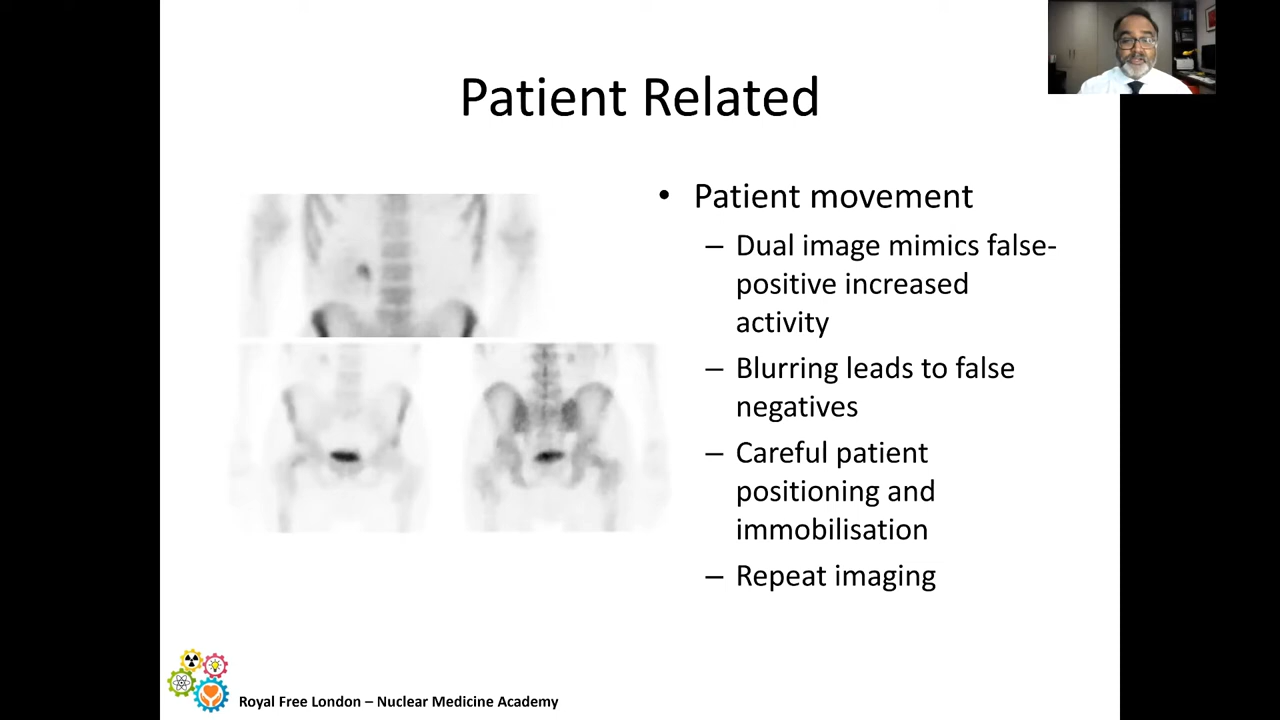 Patient Related
• Patient movement
– Dual image mimics false-
positive increased
activity
– Blurring leads to false
negatives
– Careful patient
positioning and
immobilisation
– Repeat imaging
Royal Free London – Nuclear Medicine Academy